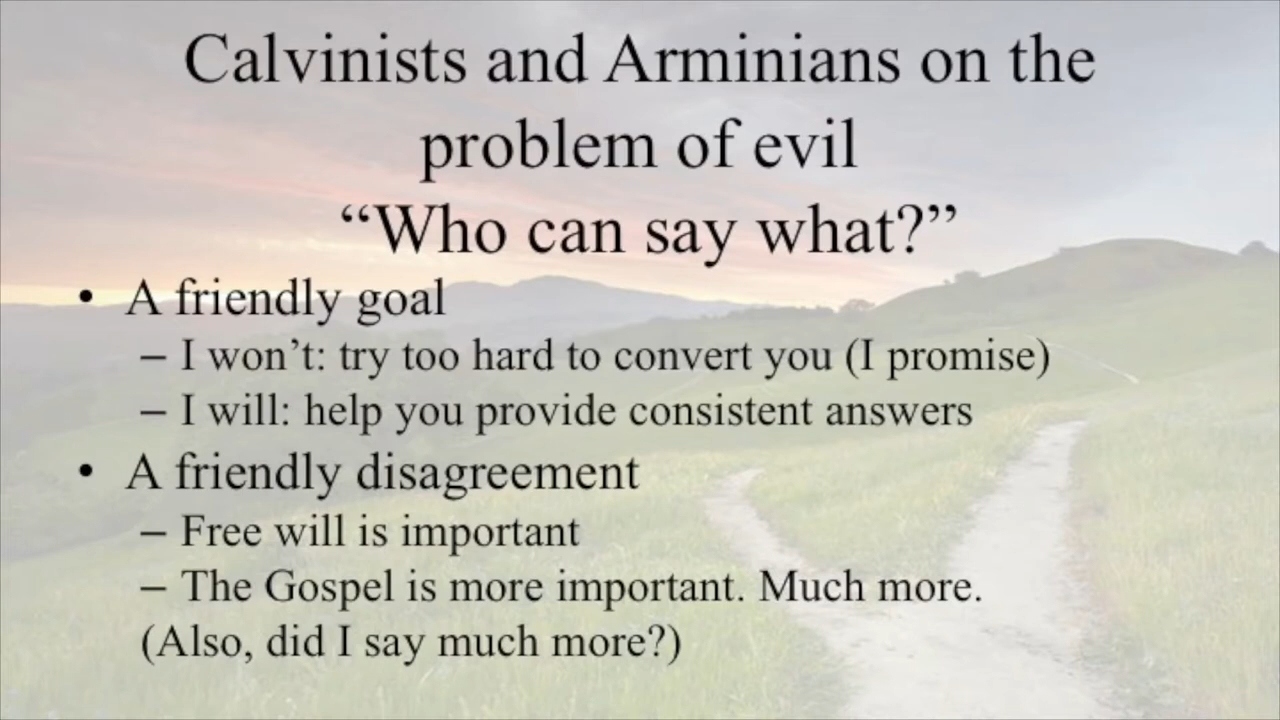 Calvinists and Arminians on the
problem of evil
“Who can say what?”
• A friendly goal
– I won’t: try too hard to convert you (I promise)
– I will: help you provide consistent answers
• A friendly disagreement
– Free will is important
– The Gospel is more important. Much more.
(Also, did I say much more?)